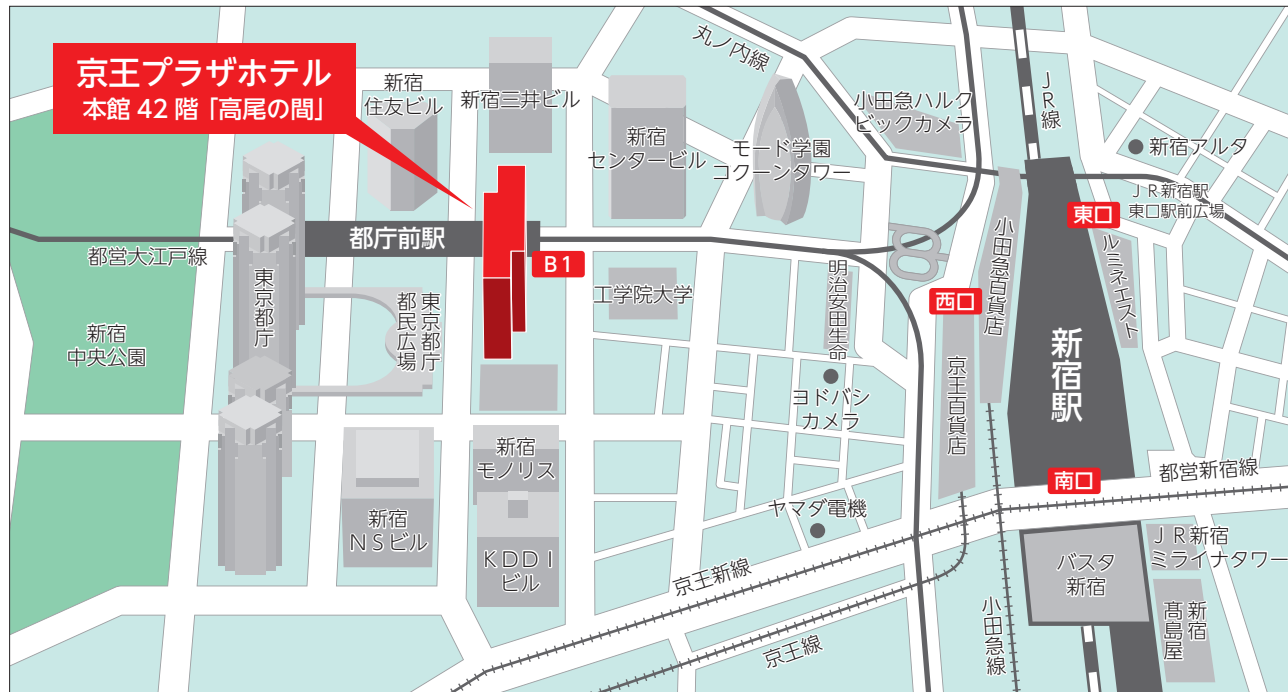 京王プラザホテル
本館 42 階「高尾の間」
新宿
住友ビル
新宿三井ビル
新宿
センタービル
丸ノ内線
モード学園
コクーンタワー
小田急ハルク
ビックカメラ
JR線
新宿アルタ
JR新宿駅
東口駅前広場
東口
ルミネエスト
小田急百貨店
西口
新宿駅
京王百貨店
都営大江戸線
都庁前駅
B1
工学院大学
明治安田生命
東京都庁
東京都庁
都民広場
新宿
中央公園
ヨドバシ
カメラ
新宿
モノリス
新宿
NSビル
KDDI
ビル
ヤマダ電機
南口
都営新宿線
京王新線
京王線
小田急線
バスタ
新宿
JR新宿
ミライナタワー
新宿
髙島屋